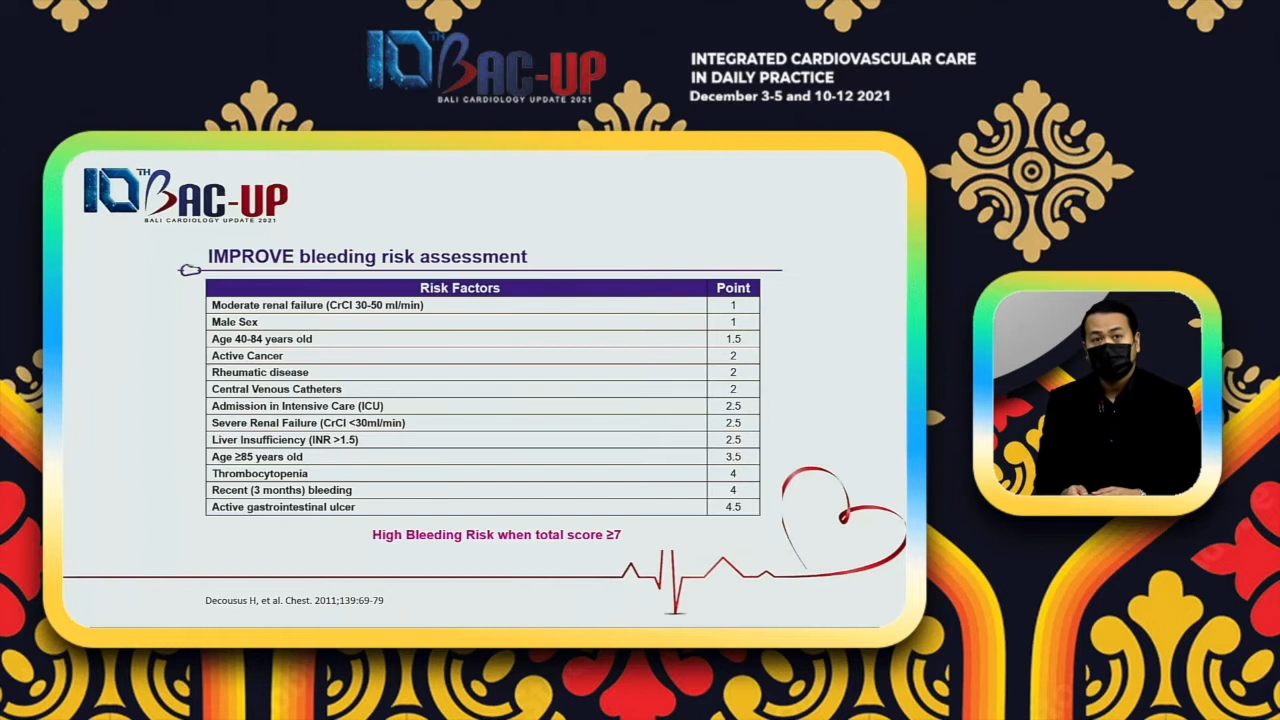 10TH BAC-UP
BALI CARDIOLOGY UPDATE 2021
INTEGRATED CARDIOVASCULAR CARE
IN DAILY PRACTICE
December 3-5 and 10-12 2021
10TH BAC-UP
BALI CARDIOLOGY UPDATE 2021
IMPROVE bleeding risk assessment
Risk Factors Point
Moderate renal failure (CrCl 30-50 ml/min) 1
Male Sex 1
Age 40-84 years old 1.5
Active Cancer 2
Rheumatic disease 2
Central Venous Catheters 2
Admission in Intensive Care (ICU) 2.5
Severe Renal Failure (CrCl <30ml/min) 2.5
Liver Insufficiency (INR >1.5) 2.5
Age ≥85 years old 3.5
Thrombocytopenia 4
Recent (3 months) bleeding 4
Active gastrointestinal ulcer 4.5
High Bleeding Risk when total score ≥7
Decousus H, et al. Chest. 2011;139:69-79